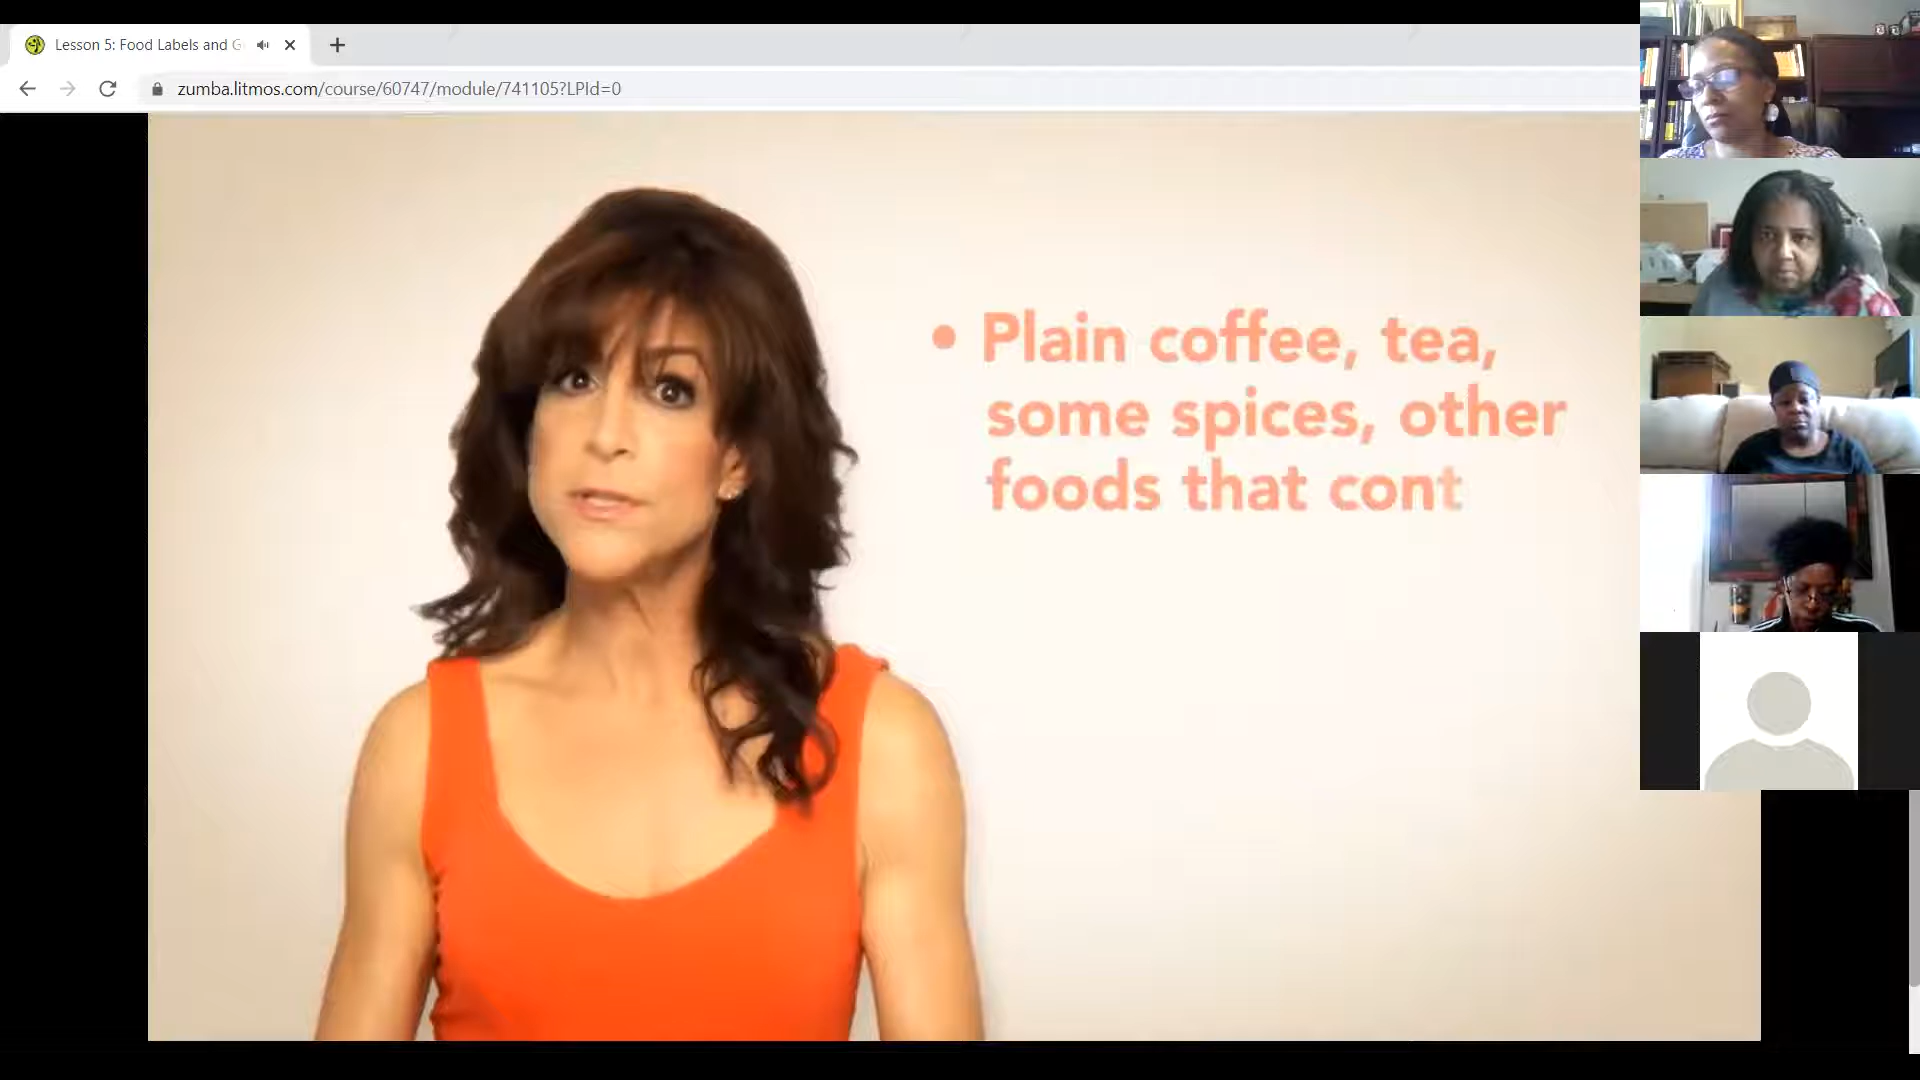 Lesson 5: Food Labels and G
zumba.litmos.com/course/60747/module/741105?LPId=0
• Plain coffee, tea,
some spices, other
foods that cont